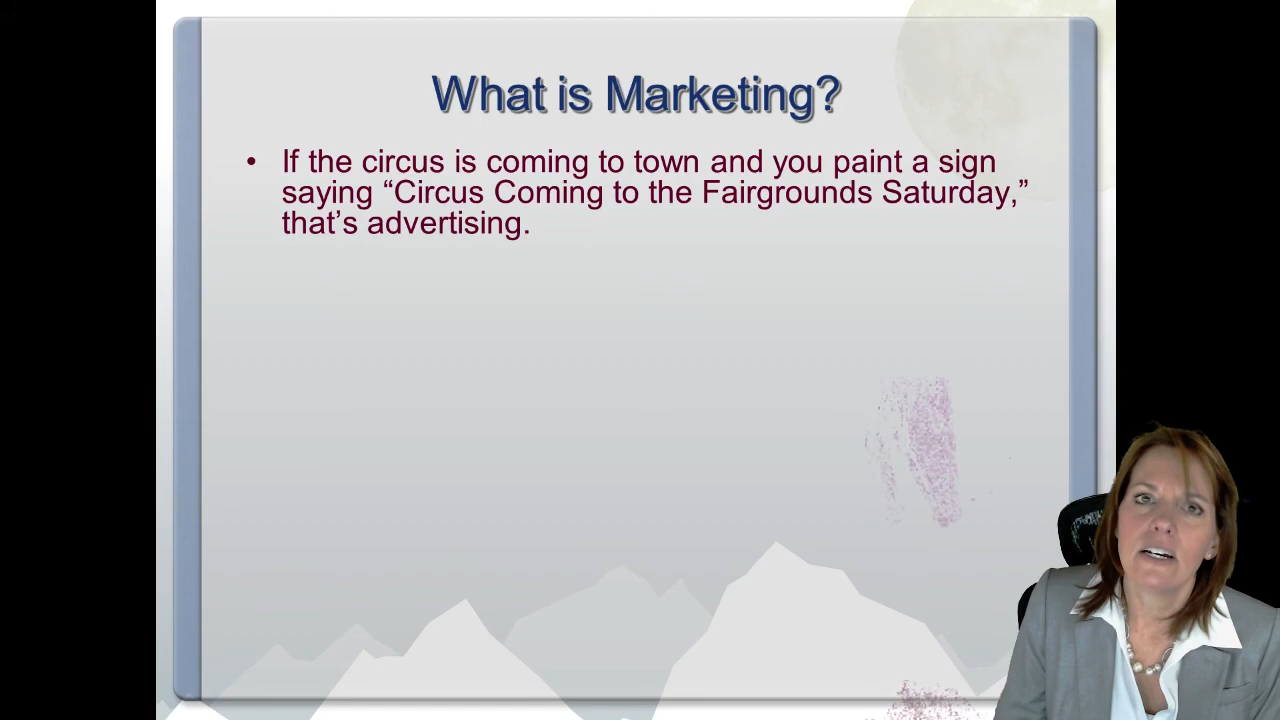 What is Marketing?
• If the circus is coming to town and you paint a sign
saying “Circus Coming to the Fairgrounds Saturday,”
that’s advertising.